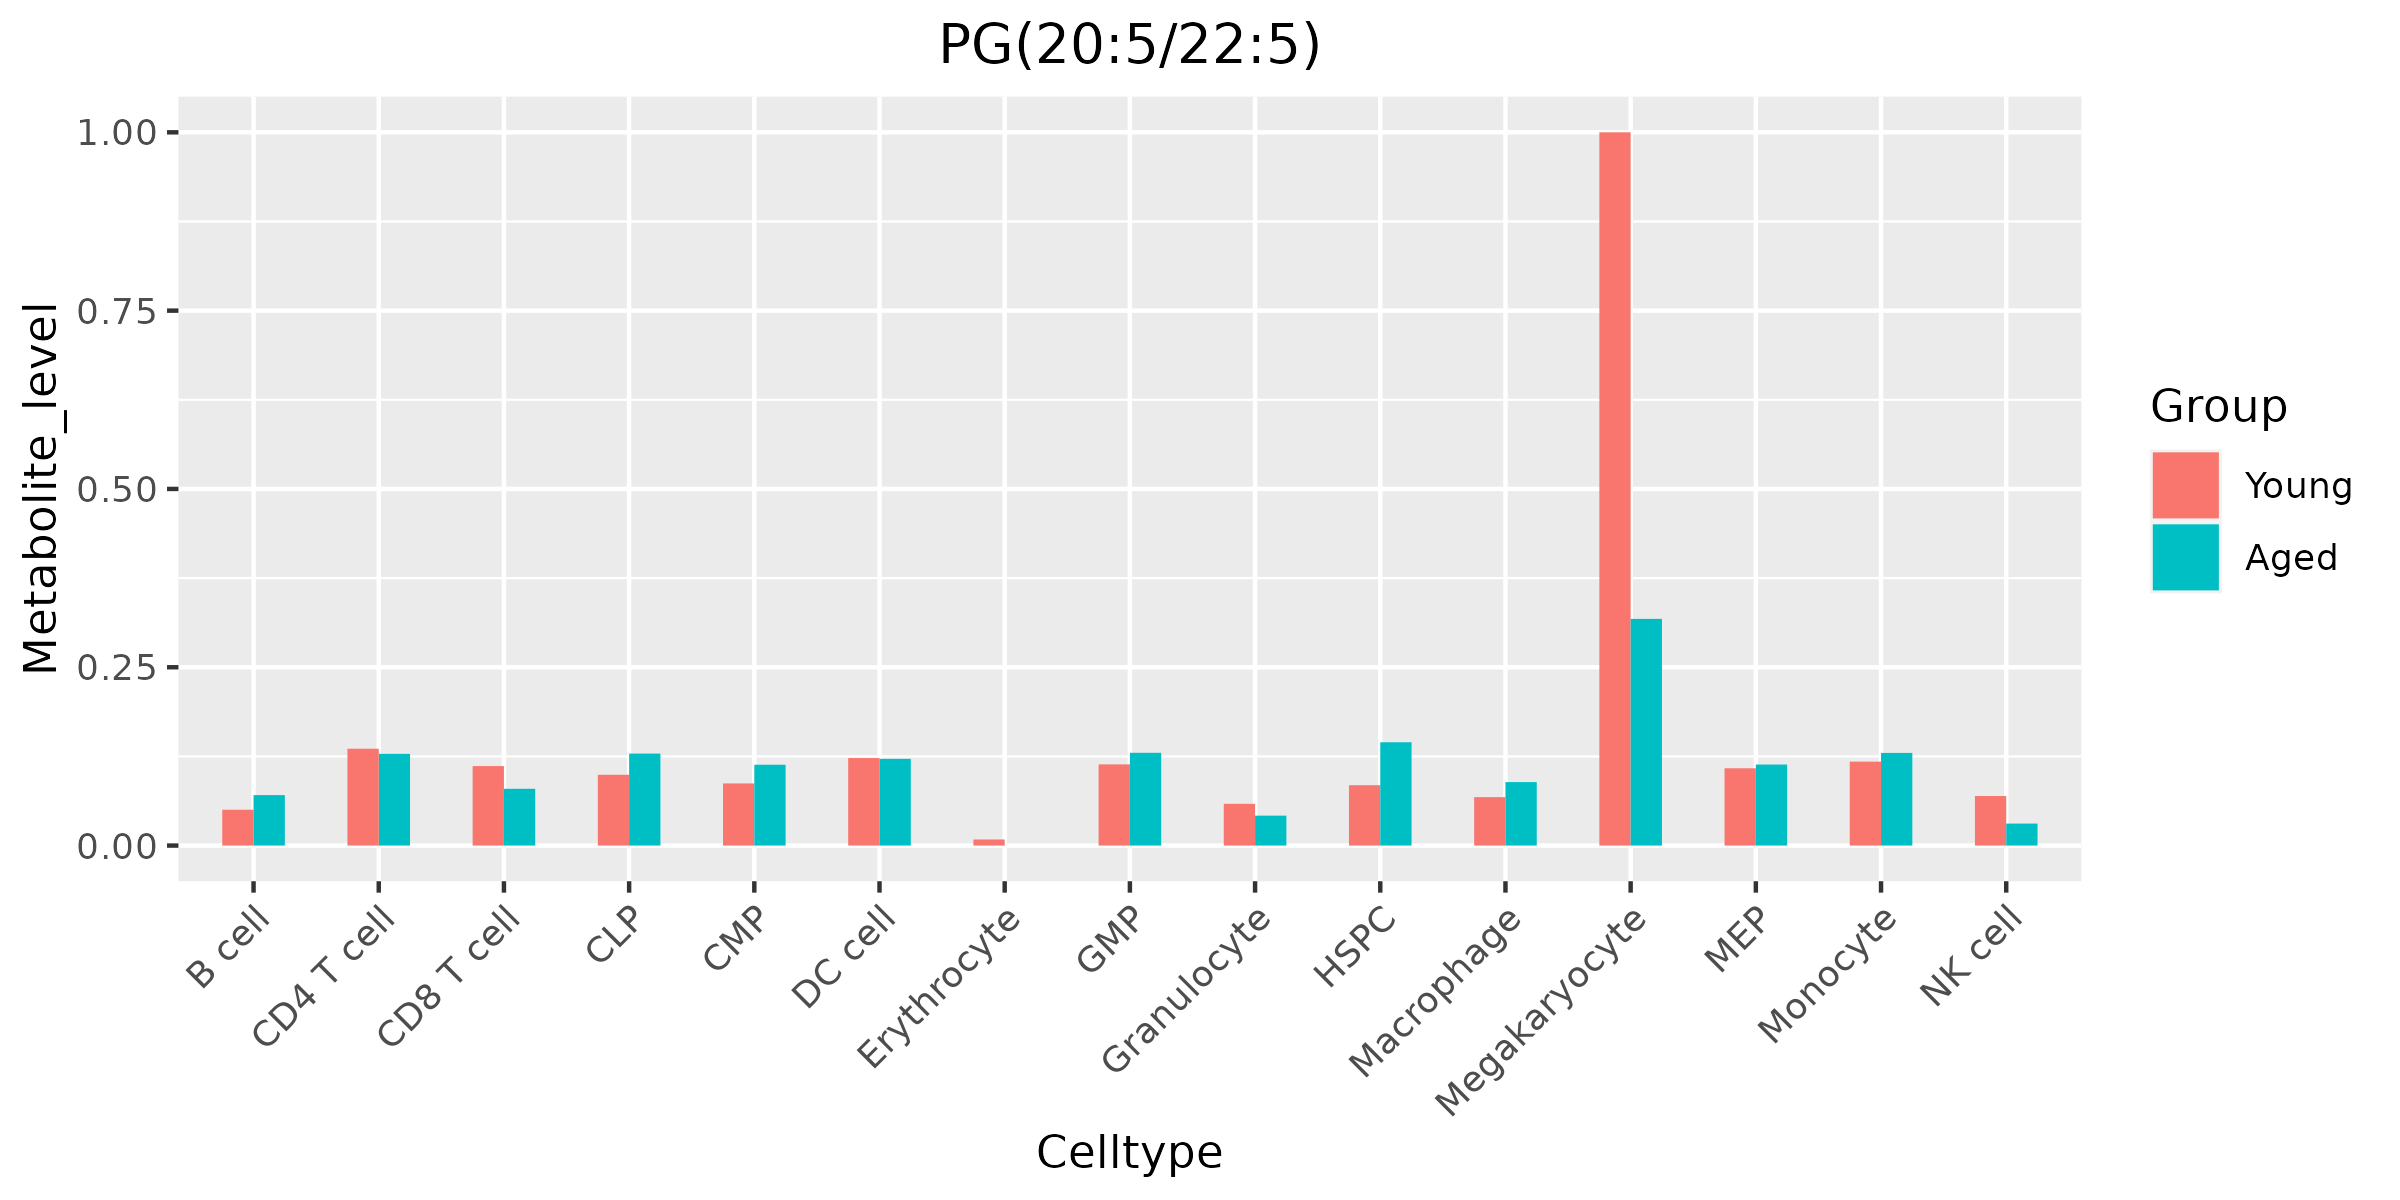 PG(20:5/22:5)
Metabolite_level
1.00
0.75
0.50
0.25
0.00
B cell
CD4 T cell
CD8 T cell
CLP
CMP
DC cell
Erythrocyte
GMP
Granulocyte
HSPC
Macrophage
Megakaryocyte
MEP
Monocyte
NK cell
Celltype
Group
Young
Aged